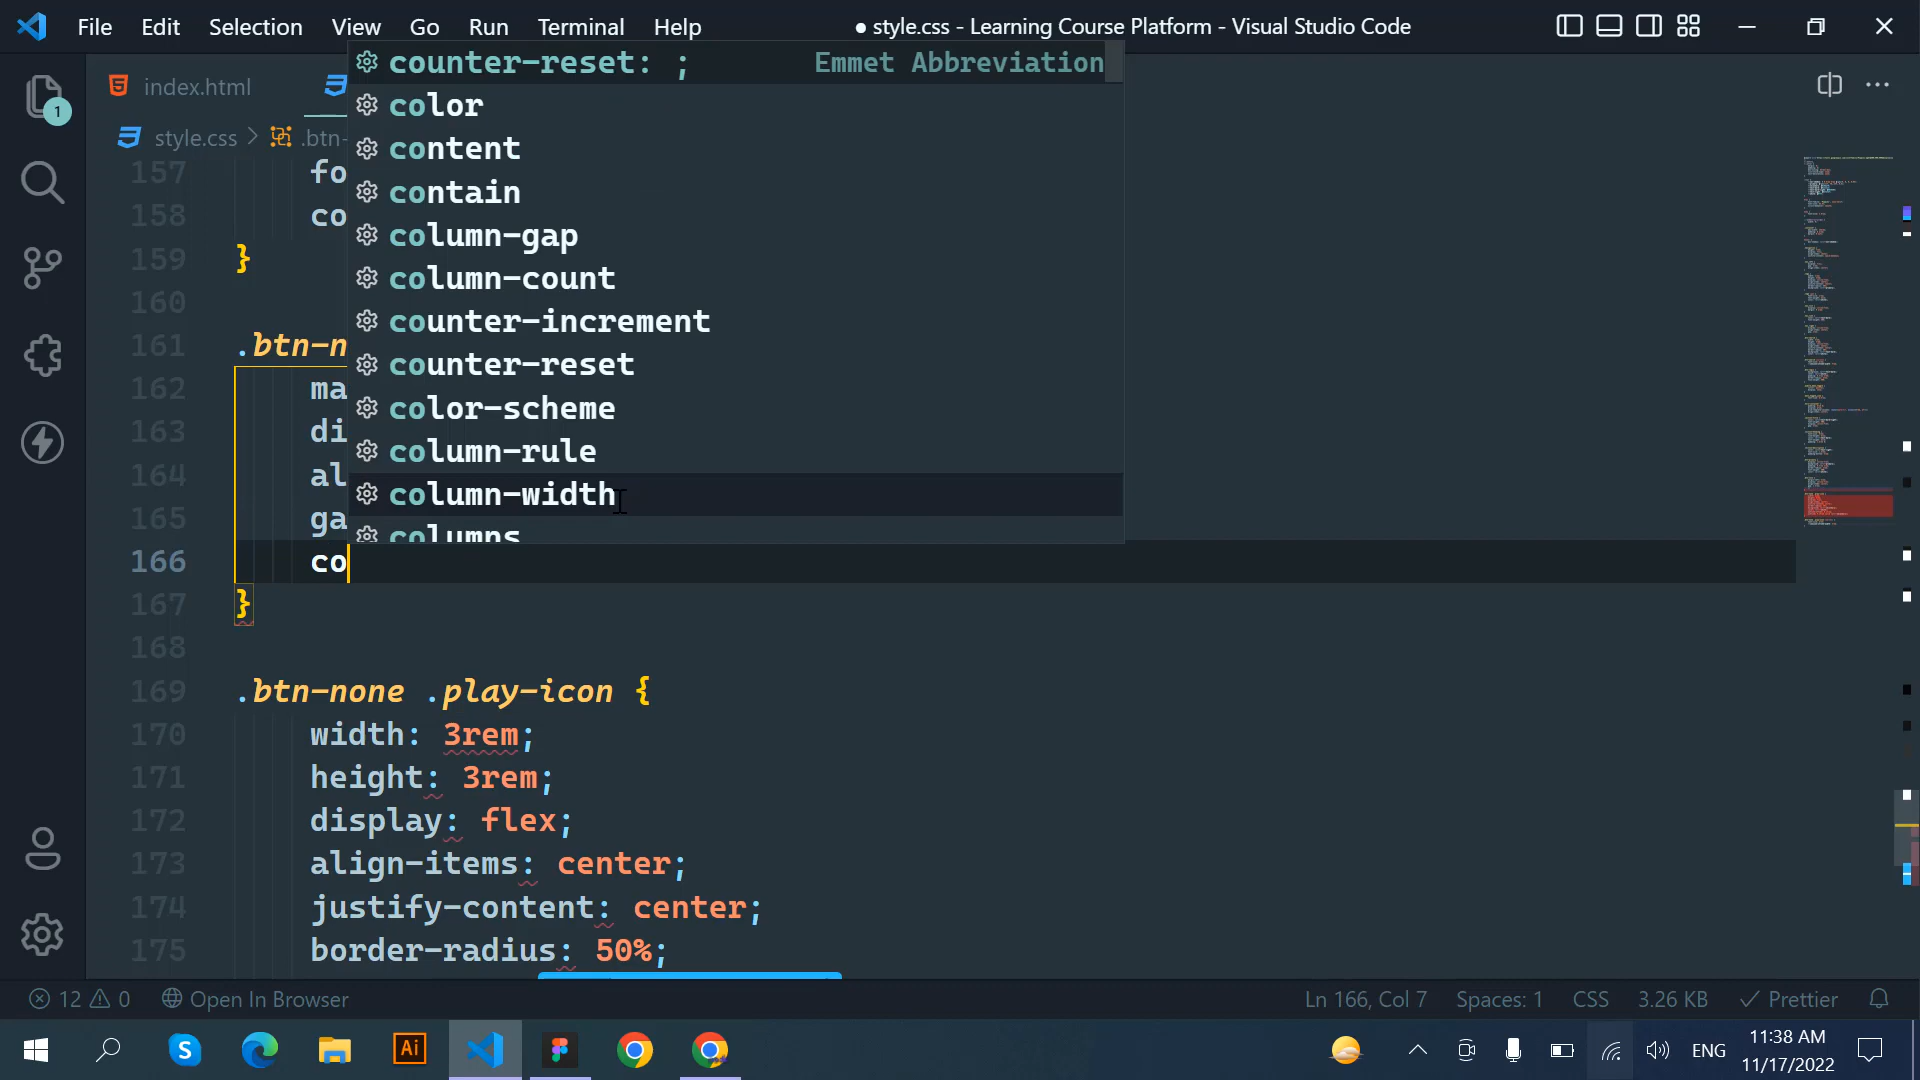 File Edit Selection View Go Run Terminal Help
● style.css - Learning Course Platform - Visual Studio Code
index.html
style.css > .btn-
counter-reset: ; Emmet Abbreviation
color
content
contain
column-gap
column-count
counter-increment
counter-reset
color-scheme
column-rule
column-width
columns
157 fo
158 co
159 }
160
161 .btn-n
162 ma
163 di
164 al
165 ga
166 co
167 }
168
169 .btn-none .play-icon {
170 width: 3rem;
171 height: 3rem;
172 display: flex;
173 align-items: center;
174 justify-content: center;
175 border-radius: 50%;
1
12 0 Open In Browser
Ln 166, Col 7 Spaces: 1 CSS 3.26 KB Prettier
S Ai
ENG 11:38 AM
11/17/2022